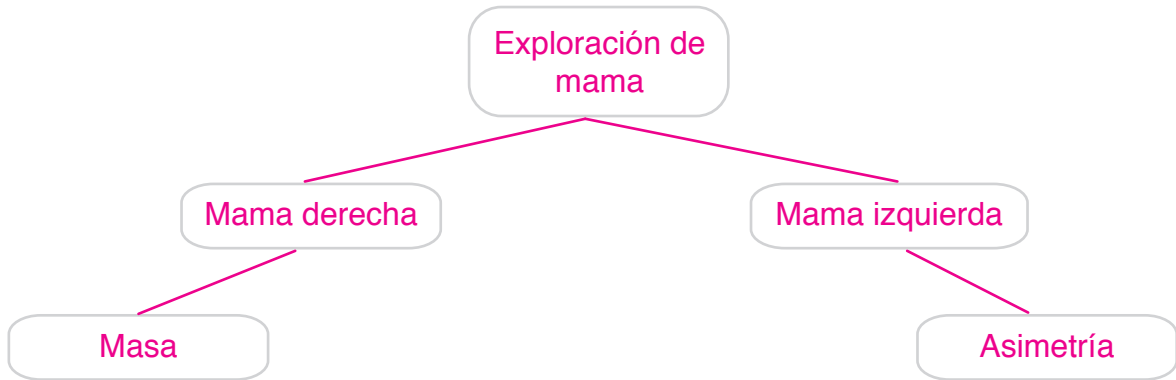 Exploración de
mama
Mama derecha
Mama izquierda
Masa
Asimetría